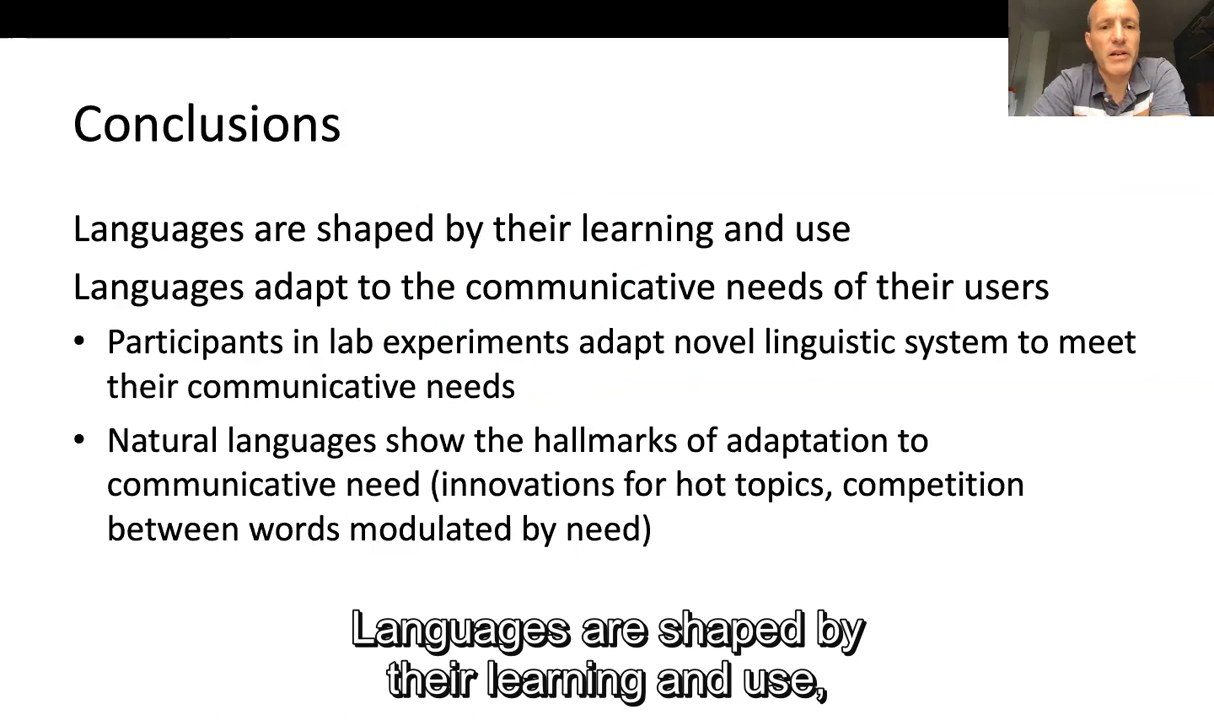 Conclusions
Languages are shaped by their learning and use
Languages adapt to the communicative needs of their users
• Participants in lab experiments adapt novel linguistic system to meet
their communicative needs
• Natural languages show the hallmarks of adaptation to
communicative need (innovations for hot topics, competition
between words modulated by need)
Languages are shaped by
their learning and use,